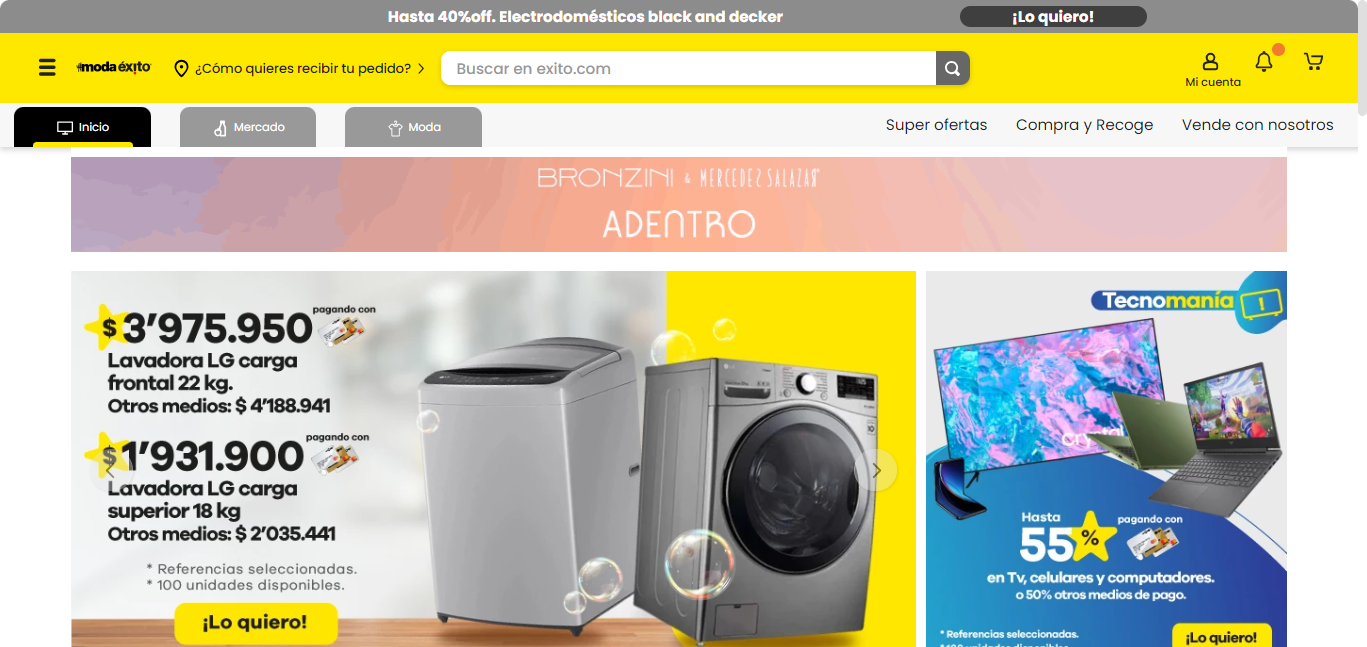 Hasta 40%off. Electrodomésticos black and decker
¡Lo quiero!
#moda éxito
¿Cómo quieres recibir tu pedido?
Buscar en exito.com
Mi cuenta
Inicio
Mercado
Moda
Super ofertas
Compra y Recoge
Vende con nosotros
BRONZINI & MERCEDES SALAZAR
ADENTRO
$ 3'975.950
pagando con
Lavadora LG carga
frontal 22 kg.
Otros medios: $ 4'188.941
$ 1'931.900
pagando con
Lavadora LG carga
superior 18 kg
Otros medios: $ 2'035.441
* Referencias seleccionadas.
* 100 unidades disponibles.
¡Lo quiero!
Tecnomanía
Crystal
Hasta
55%
pagando con
en Tv, celulares y computadores.
o 50% otros medios de pago.
* Referencias seleccionadas.
¡Lo quiero!